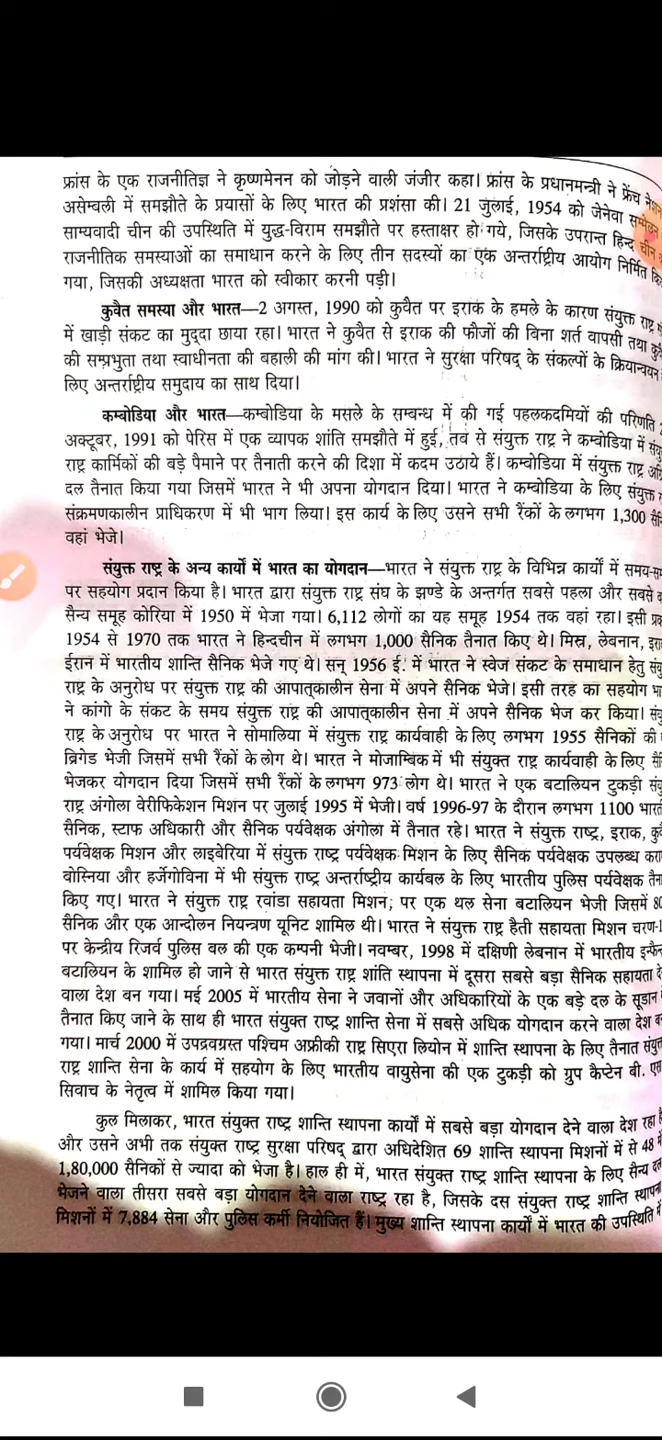 फ्रांस के एक राजनीतिज्ञ ने कृष्णमेनन को जोड़ने वाली जंजीर कहा। फ्रांस के प्रधानमन्त्री ने फ्रेंच
असेम्बली में समझौते के प्रयासों के लिए भारत की प्रशंसा की। 21 जुलाई, 1954 को जेनेवा सम्मेलन
साम्यवादी चीन की उपस्थिति में युद्ध-विराम समझौते पर हस्ताक्षर हो गये, जिसके उपरान्त हिन्द चीन
राजनीतिक समस्याओं का समाधान करने के लिए तीन सदस्यों का एक अन्तर्राष्ट्रीय आयोग निर्मित
गया, जिसकी अध्यक्षता भारत को स्वीकार करनी पड़ी।
कुवैत समस्या और भारत—2 अगस्त, 1990 को कुवैत पर इराक के हमले के कारण संयुक्त राष्ट्र
में खाड़ी संकट का मुद्दा छाया रहा। भारत ने कुवैत से इराक की फौजों की बिना शर्त वापसी तथा
की सम्प्रभुता तथा स्वाधीनता की बहाली की मांग की। भारत ने सुरक्षा परिषद् के संकल्पों के क्रियान्वयन
लिए अन्तर्राष्ट्रीय समुदाय का साथ दिया।
कम्बोडिया और भारत—कम्बोडिया के मसले के सम्बन्ध में की गई पहलकदमियों की परिणति
अक्टूबर, 1991 को पेरिस में एक व्यापक शांति समझौते में हुई, तब से संयुक्त राष्ट्र ने कम्बोडिया में
राष्ट्र कार्मिकों की बड़े पैमाने पर तैनाती करने की दिशा में कदम उठाये हैं। कम्बोडिया में संयुक्त राष्ट्र
दल तैनात किया गया जिसमें भारत ने भी अपना योगदान दिया। भारत ने कम्बोडिया के लिए संयुक्त
संक्रमणकालीन प्राधिकरण में भी भाग लिया। इस कार्य के लिए उसने सभी रैंकों के लगभग 1,300
वहां भेजे।
संयुक्त राष्ट्र के अन्य कार्यों में भारत का योगदान—भारत ने संयुक्त राष्ट्र के विभिन्न कार्यों में
पर सहयोग प्रदान किया है। भारत द्वारा संयुक्त राष्ट्र संघ के झण्डे के अन्तर्गत सबसे पहला और सबसे
सैन्य समूह कोरिया में 1950 में भेजा गया। 6,112 लोगों का यह समूह 1954 तक वहां रहा। इसी
1954 से 1970 तक भारत ने हिन्दचीन में लगभग 1,000 सैनिक तैनात किए थे। मिस्र, लेबनान,
ईरान में भारतीय शान्ति सैनिक भेजे गए थे। सन् 1956 ई. में भारत ने स्वेज संकट के समाधान हेतु
राष्ट्र के अनुरोध पर संयुक्त राष्ट्र की आपातकालीन सेना में अपने सैनिक भेजे। इसी तरह का सहयोग
ने कांगो के संकट के समय संयुक्त राष्ट्र की आपातकालीन सेना में अपने सैनिक भेज कर किया।
राष्ट्र के अनुरोध पर भारत ने सोमालिया में संयुक्त राष्ट्र कार्यवाही के लिए लगभग 1955 सैनिकों की
ब्रिगेड भेजी जिसमें सभी रैंकों के लोग थे। भारत ने मोजाम्बिक में भी संयुक्त राष्ट्र कार्यवाही के लिए
भेजकर योगदान दिया जिसमें सभी रैंकों के लगभग 973 लोग थे। भारत ने एक बटालियन टुकड़ी
राष्ट्र अंगोला वेरीफिकेशन मिशन पर जुलाई 1995 में भेजी। वर्ष 1996-97 के दौरान लगभग 1100
सैनिक, स्टाफ अधिकारी और सैनिक पर्यवेक्षक अंगोला में तैनात रहे। भारत ने संयुक्त राष्ट्र, इराक,
पर्यवेक्षक मिशन और लाइबेरिया में संयुक्त राष्ट्र पर्यवेक्षक मिशन के लिए सैनिक पर्यवेक्षक उपलब्ध
बोस्निया और हर्जेगोविना में भी संयुक्त राष्ट्र अन्तर्राष्ट्रीय कार्यबल के लिए भारतीय पुलिस पर्यवेक्षक
किए गए। भारत ने संयुक्त राष्ट्र रवांडा सहायता मिशन, पर एक थल सेना बटालियन भेजी जिसमें
सैनिक और एक आन्दोलन नियन्त्रण यूनिट शामिल थी। भारत ने संयुक्त राष्ट्र हैती सहायता मिशन
पर केन्द्रीय रिजर्व पुलिस बल की एक कम्पनी भेजी। नवम्बर, 1998 में दक्षिणी लेबनान में भारतीय
बटालियन के शामिल हो जाने से भारत संयुक्त राष्ट्र शांति स्थापना में दूसरा सबसे बड़ा सैनिक सहायता
वाला देश बन गया। मई 2005 में भारतीय सेना ने जवानों और अधिकारियों के एक बड़े दल के सूडान
तैनात किए जाने के साथ ही भारत संयुक्त राष्ट्र शान्ति सेना में सबसे अधिक योगदान करने वाला देश
गया। मार्च 2000 में उपद्रवग्रस्त पश्चिम अफ्रीकी राष्ट्र सिएरा लियोन में शान्ति स्थापना के लिए तैनात
राष्ट्र शान्ति सेना के कार्य में सहयोग के लिए भारतीय वायुसेना की एक टुकड़ी को ग्रुप कैप्टेन बी.
सिवाच के नेतृत्व में शामिल किया गया।
कुल मिलाकर, भारत संयुक्त राष्ट्र शान्ति स्थापना कार्यों में सबसे बड़ा योगदान देने वाला देश रहा
और उसने अभी तक संयुक्त राष्ट्र सुरक्षा परिषद् द्वारा अधिदेशित 69 शान्ति स्थापना मिशनों में से 48 में
1,80,000 सैनिकों से ज्यादा को भेजा है। हाल ही में, भारत संयुक्त राष्ट्र शान्ति स्थापना के लिए सैन्य दल
भेजने वाला तीसरा सबसे बड़ा योगदान देने वाला राष्ट्र रहा है, जिसके दस संयुक्त राष्ट्र शान्ति स्थापना
मिशनों में 7,884 सेना और पुलिस कर्मी नियोजित हैं। मुख्य शान्ति स्थापना कार्यों में भारत की उपस्थिति में